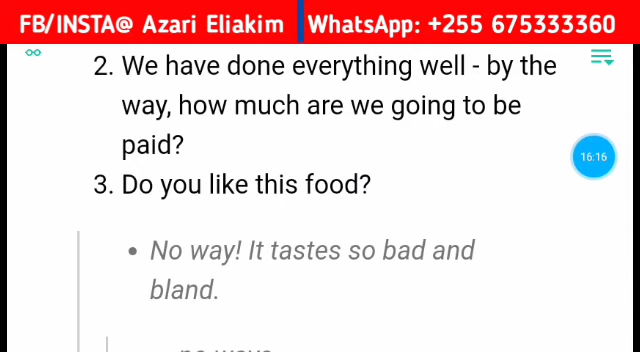 FB/INSTA@ Azari Eliakim WhatsApp: +255 675333360
2. We have done everything well - by the
way, how much are we going to be
paid?
16:16
3. Do you like this food?
• No way! It tastes so bad and
bland.